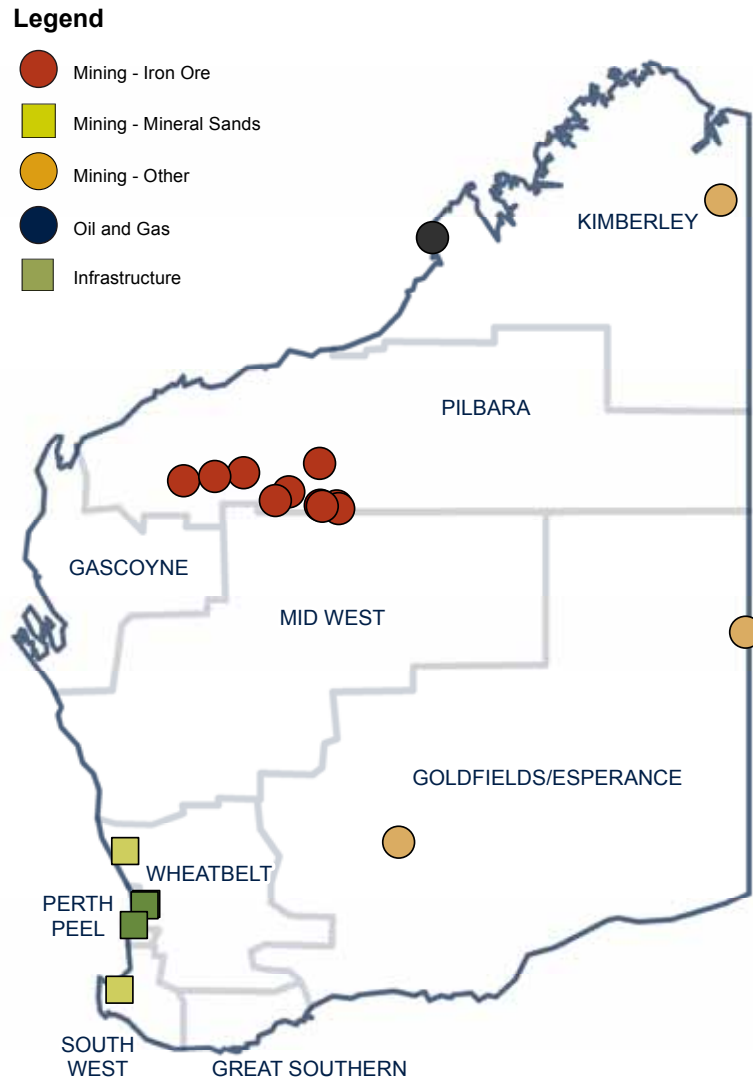 Legend
Mining - Iron Ore
Mining - Mineral Sands
Mining - Other
Oil and Gas
Infrastructure
KIMBERLEY
PILBARA
GASCOYNE
MID WEST
GOLDFIELDS/ESPERANCE
WHEATBELT
PERTH
PEEL
SOUTH
WEST
GREAT SOUTHERN